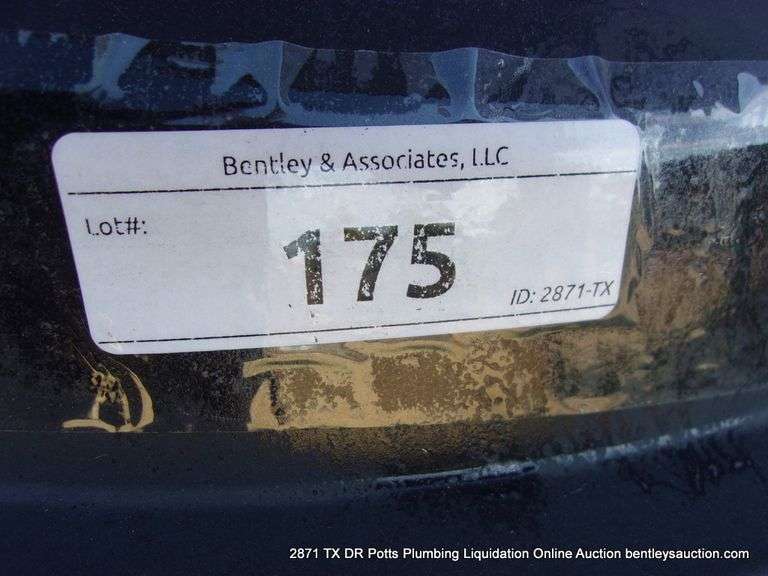 Bentley & Associates, LLC
Lot#:
175
ID: 2871-TX
2871 TX DR Potts Plumbing Liquidation Online Auction bentleysauction.com